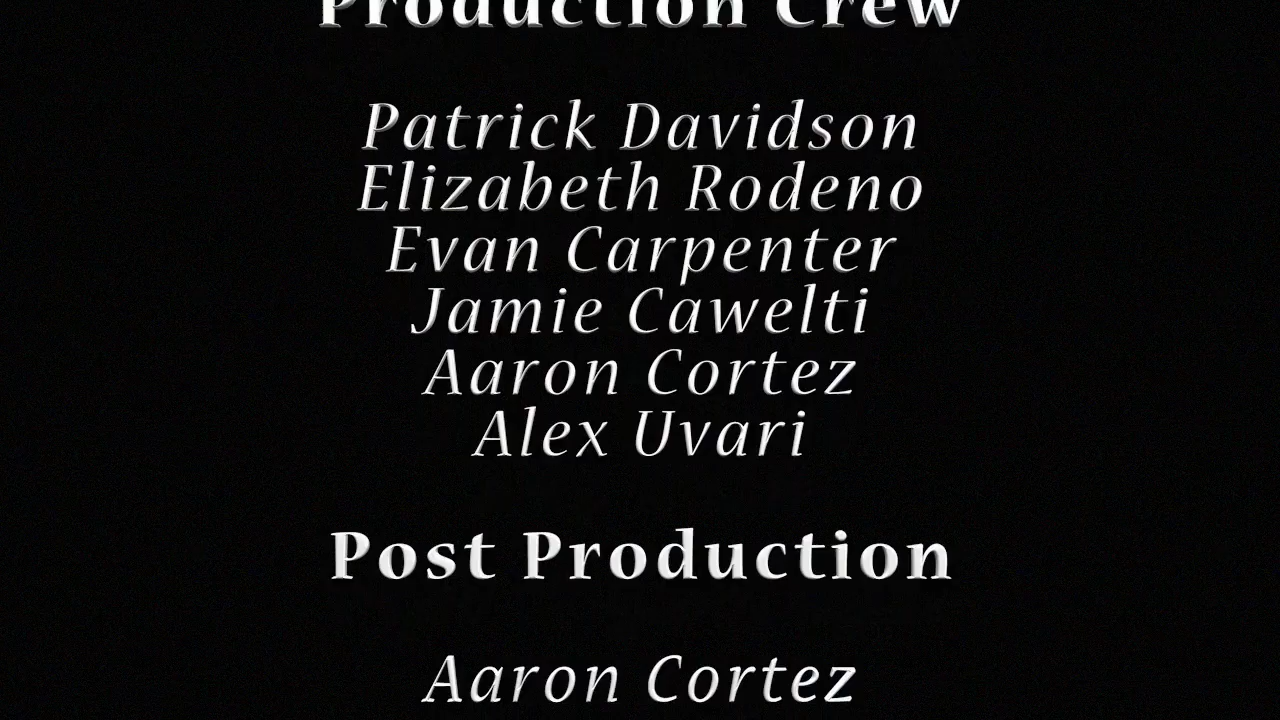 Production Crew
Patrick Davidson
Elizabeth Rodeno
Evan Carpenter
Jamie Cawelti
Aaron Cortez
Alex Uvari
Post Production
Aaron Cortez